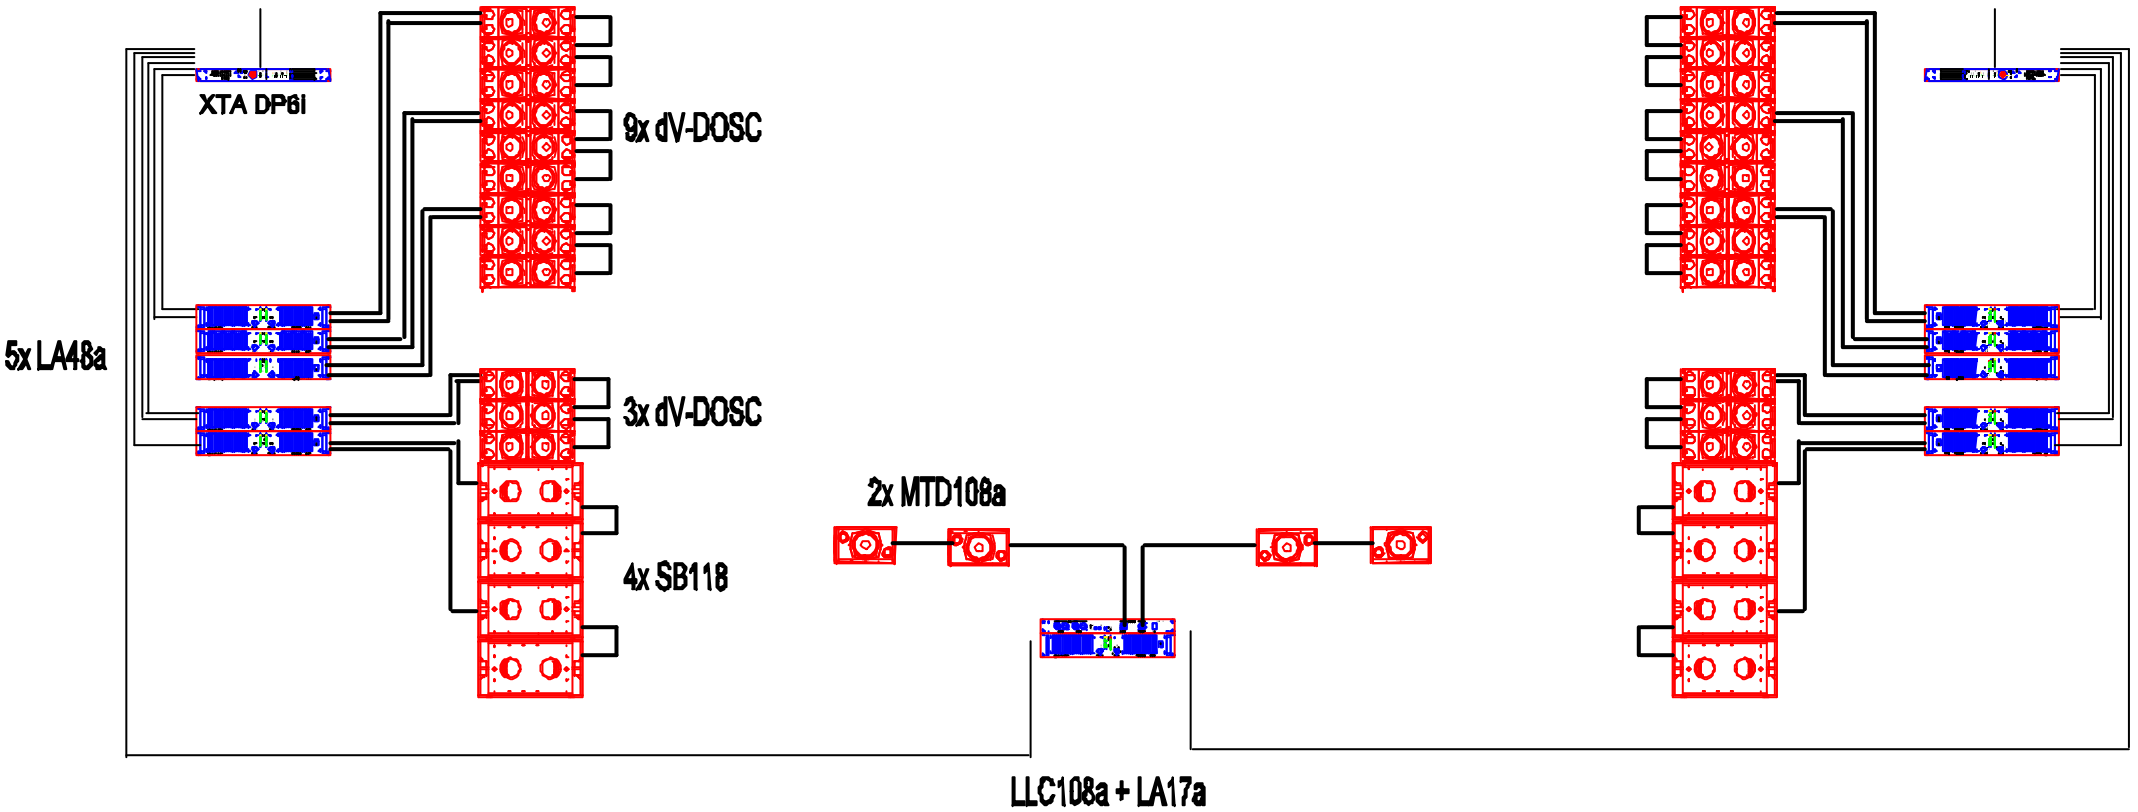 XTA DP6i
9x dV-DOSC
5x LA48a
3x dV-DOSC
2x MTD108a
4x SB118
LLC108a + LA17a